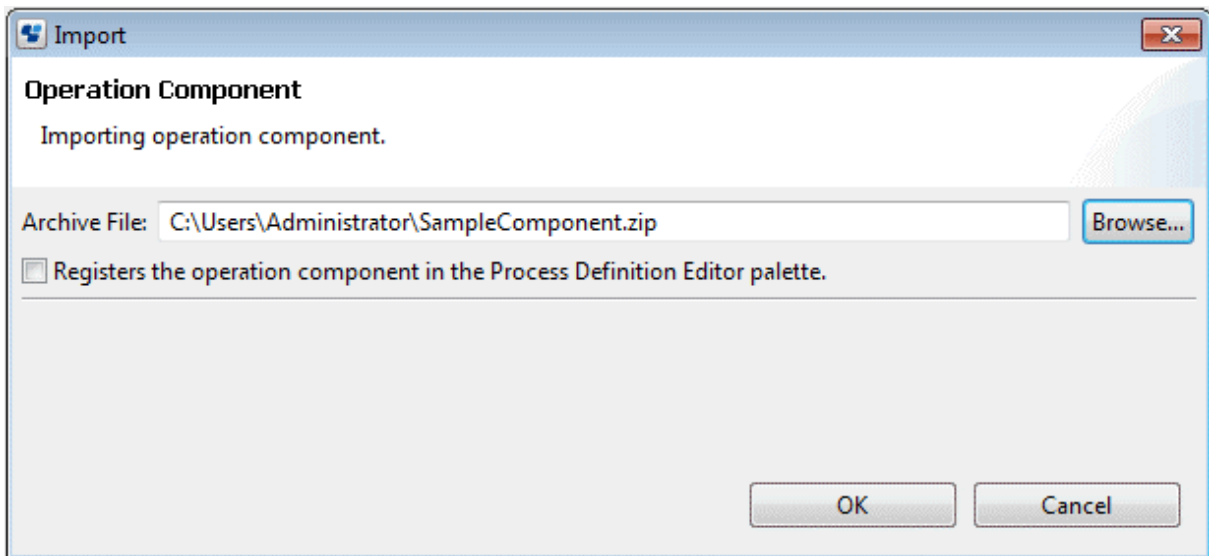 Import
Operation Component
Importing operation component.
Archive File: C:\Users\Administrator\SampleComponent.zip Browse...
Registers the operation component in the Process Definition Editor palette.
OK Cancel